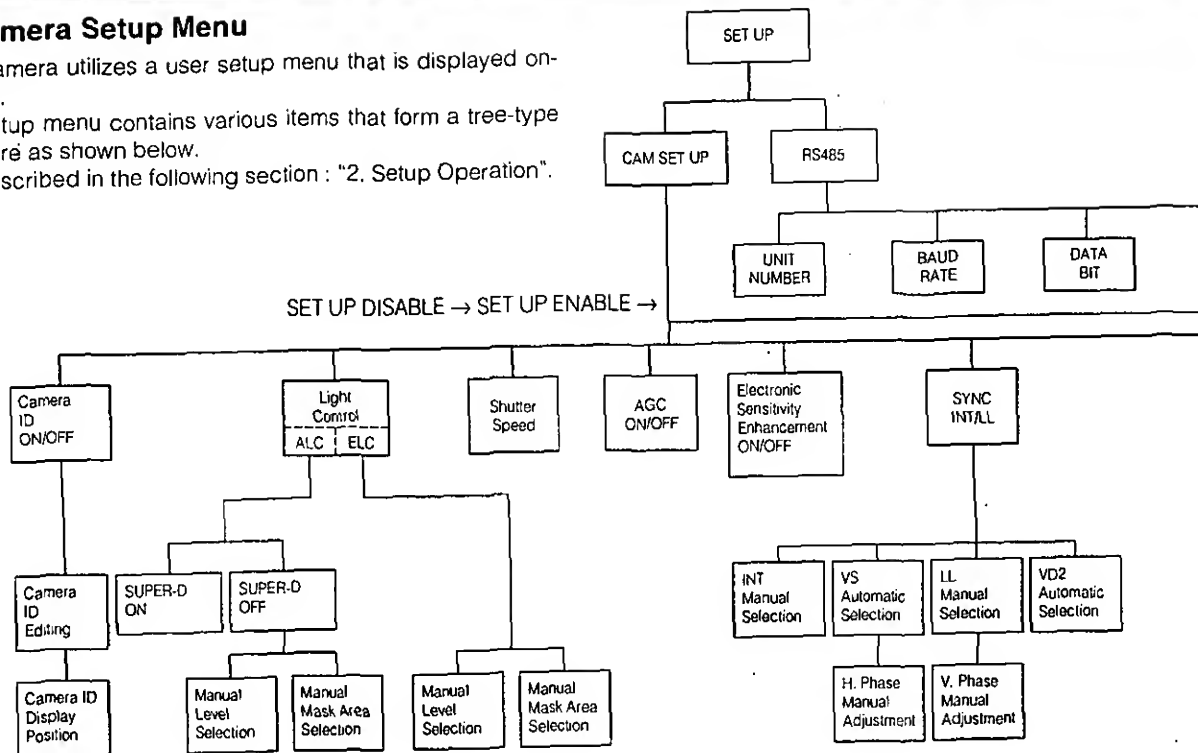 mera Setup Menu
amera utilizes a user setup menu that is displayed on-
.
tup menu contains various items that form a tree-type
re as shown below.
scribed in the following section : "2. Setup Operation".
SET UP
CAM SET UP
RS485
UNIT
NUMBER
BAUD
RATE
DATA
BIT
SET UP DISABLE → SET UP ENABLE →
Camera
ID
ON/OFF
Light
Control
ALC
ELC
Shutter
Speed
AGC
ON/OFF
Electronic
Sensitivity
Enhancement
ON/OFF
SYNC
INT/LL
Camera
ID
Editing
SUPER-D
ON
SUPER-D
OFF
INT
Manual
Selection
VS
Automatic
Selection
LL
Manual
Selection
VD2
Automatic
Selection
Camera ID
Display
Position
Manual
Level
Selection
Manual
Mask Area
Selection
Manual
Level
Selection
Manual
Mask Area
Selection
H. Phase
Manual
Adjustment
V. Phase
Manual
Adjustment